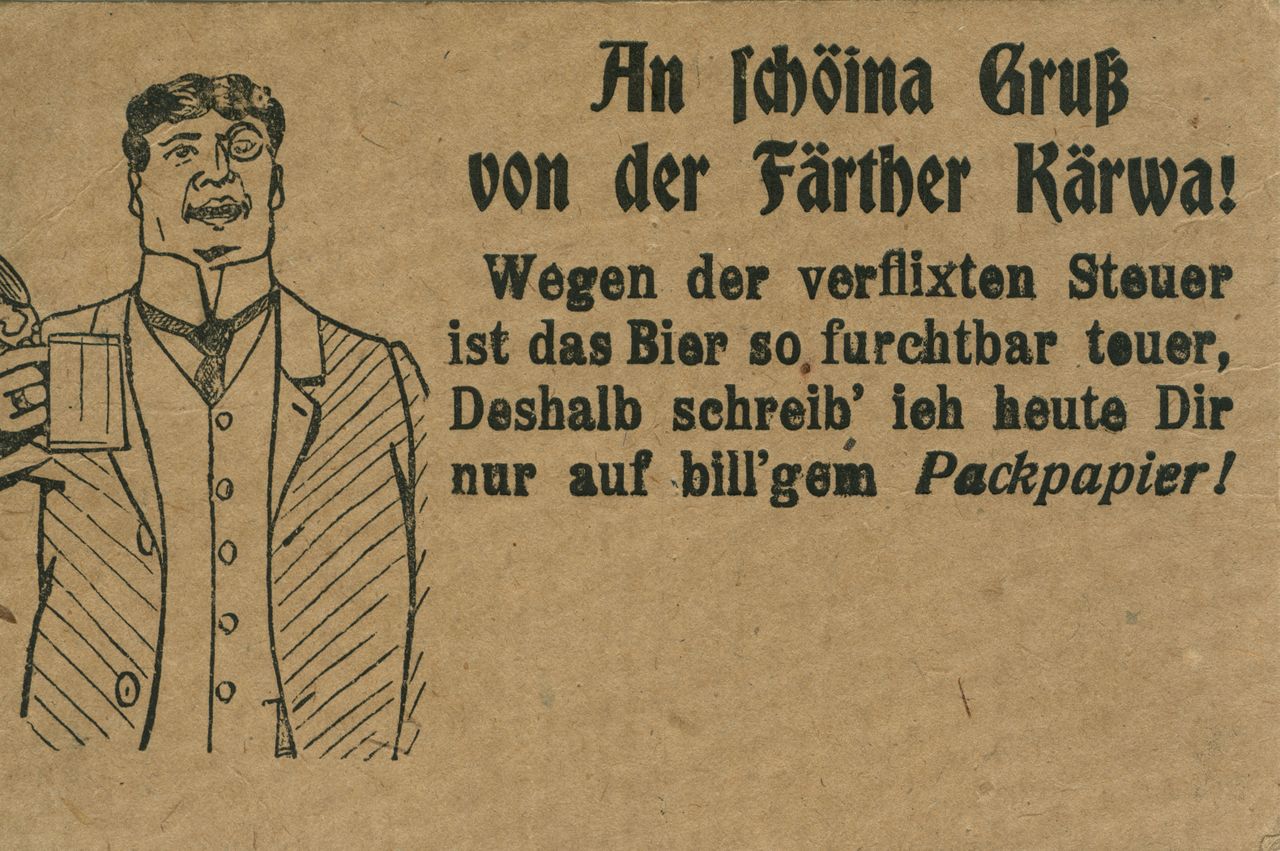 An ſchöina Gruß
von der Färther Kärwa!
Wegen der verflixten Steuer
ist das Bier so furchtbar teuer,
Deshalb schreib’ ich heute Dir
nur auf bill’gem Packpapier!